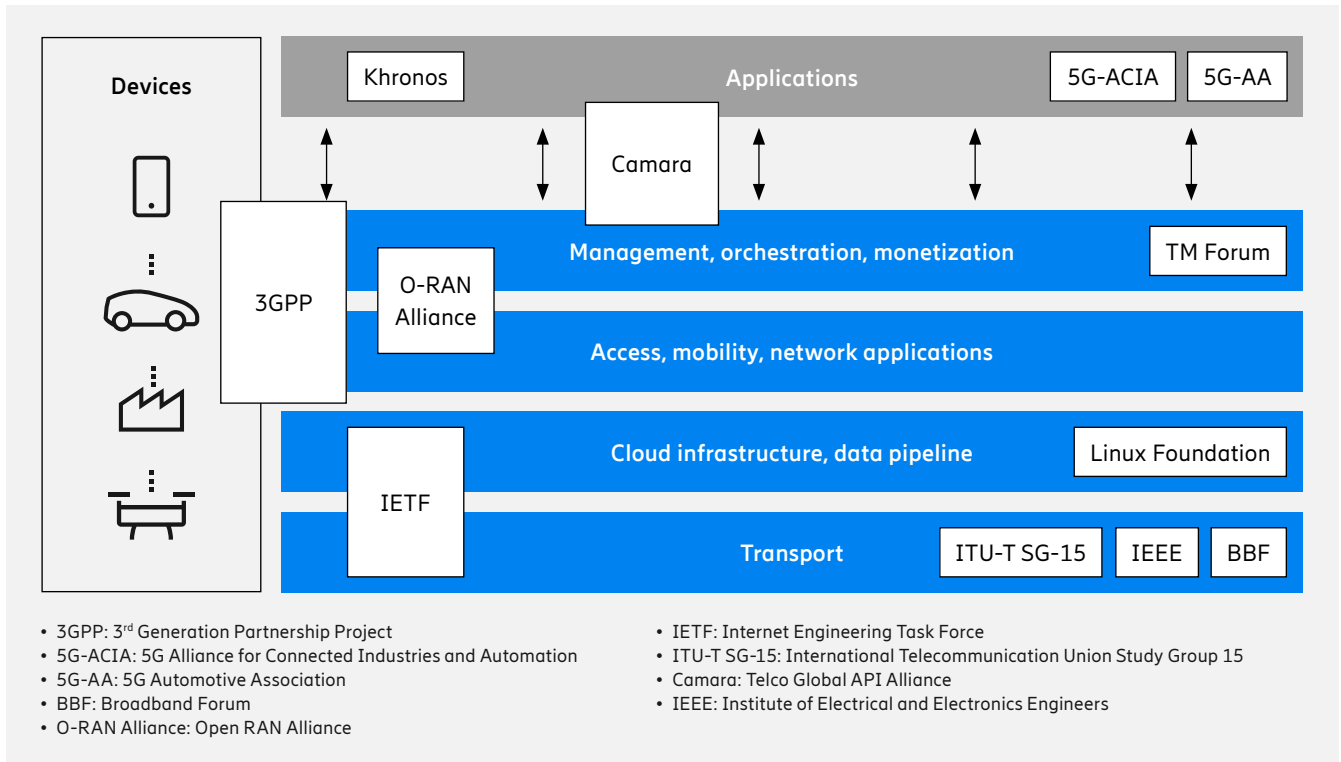 Devices
Khronos
Applications
5G-ACIA
5G-AA
Camara
3GPP
Management, orchestration, monetization
TM Forum
O-RAN
Alliance
Access, mobility, network applications
IETF
Cloud infrastructure, data pipeline
Linux Foundation
Transport
ITU-T SG-15
IEEE
BBF
• 3GPP: 3rd Generation Partnership Project
• 5G-ACIA: 5G Alliance for Connected Industries and Automation
• 5G-AA: 5G Automotive Association
• BBF: Broadband Forum
• O-RAN Alliance: Open RAN Alliance
• IETF: Internet Engineering Task Force
• ITU-T SG-15: International Telecommunication Union Study Group 15
• Camara: Telco Global API Alliance
• IEEE: Institute of Electrical and Electronics Engineers